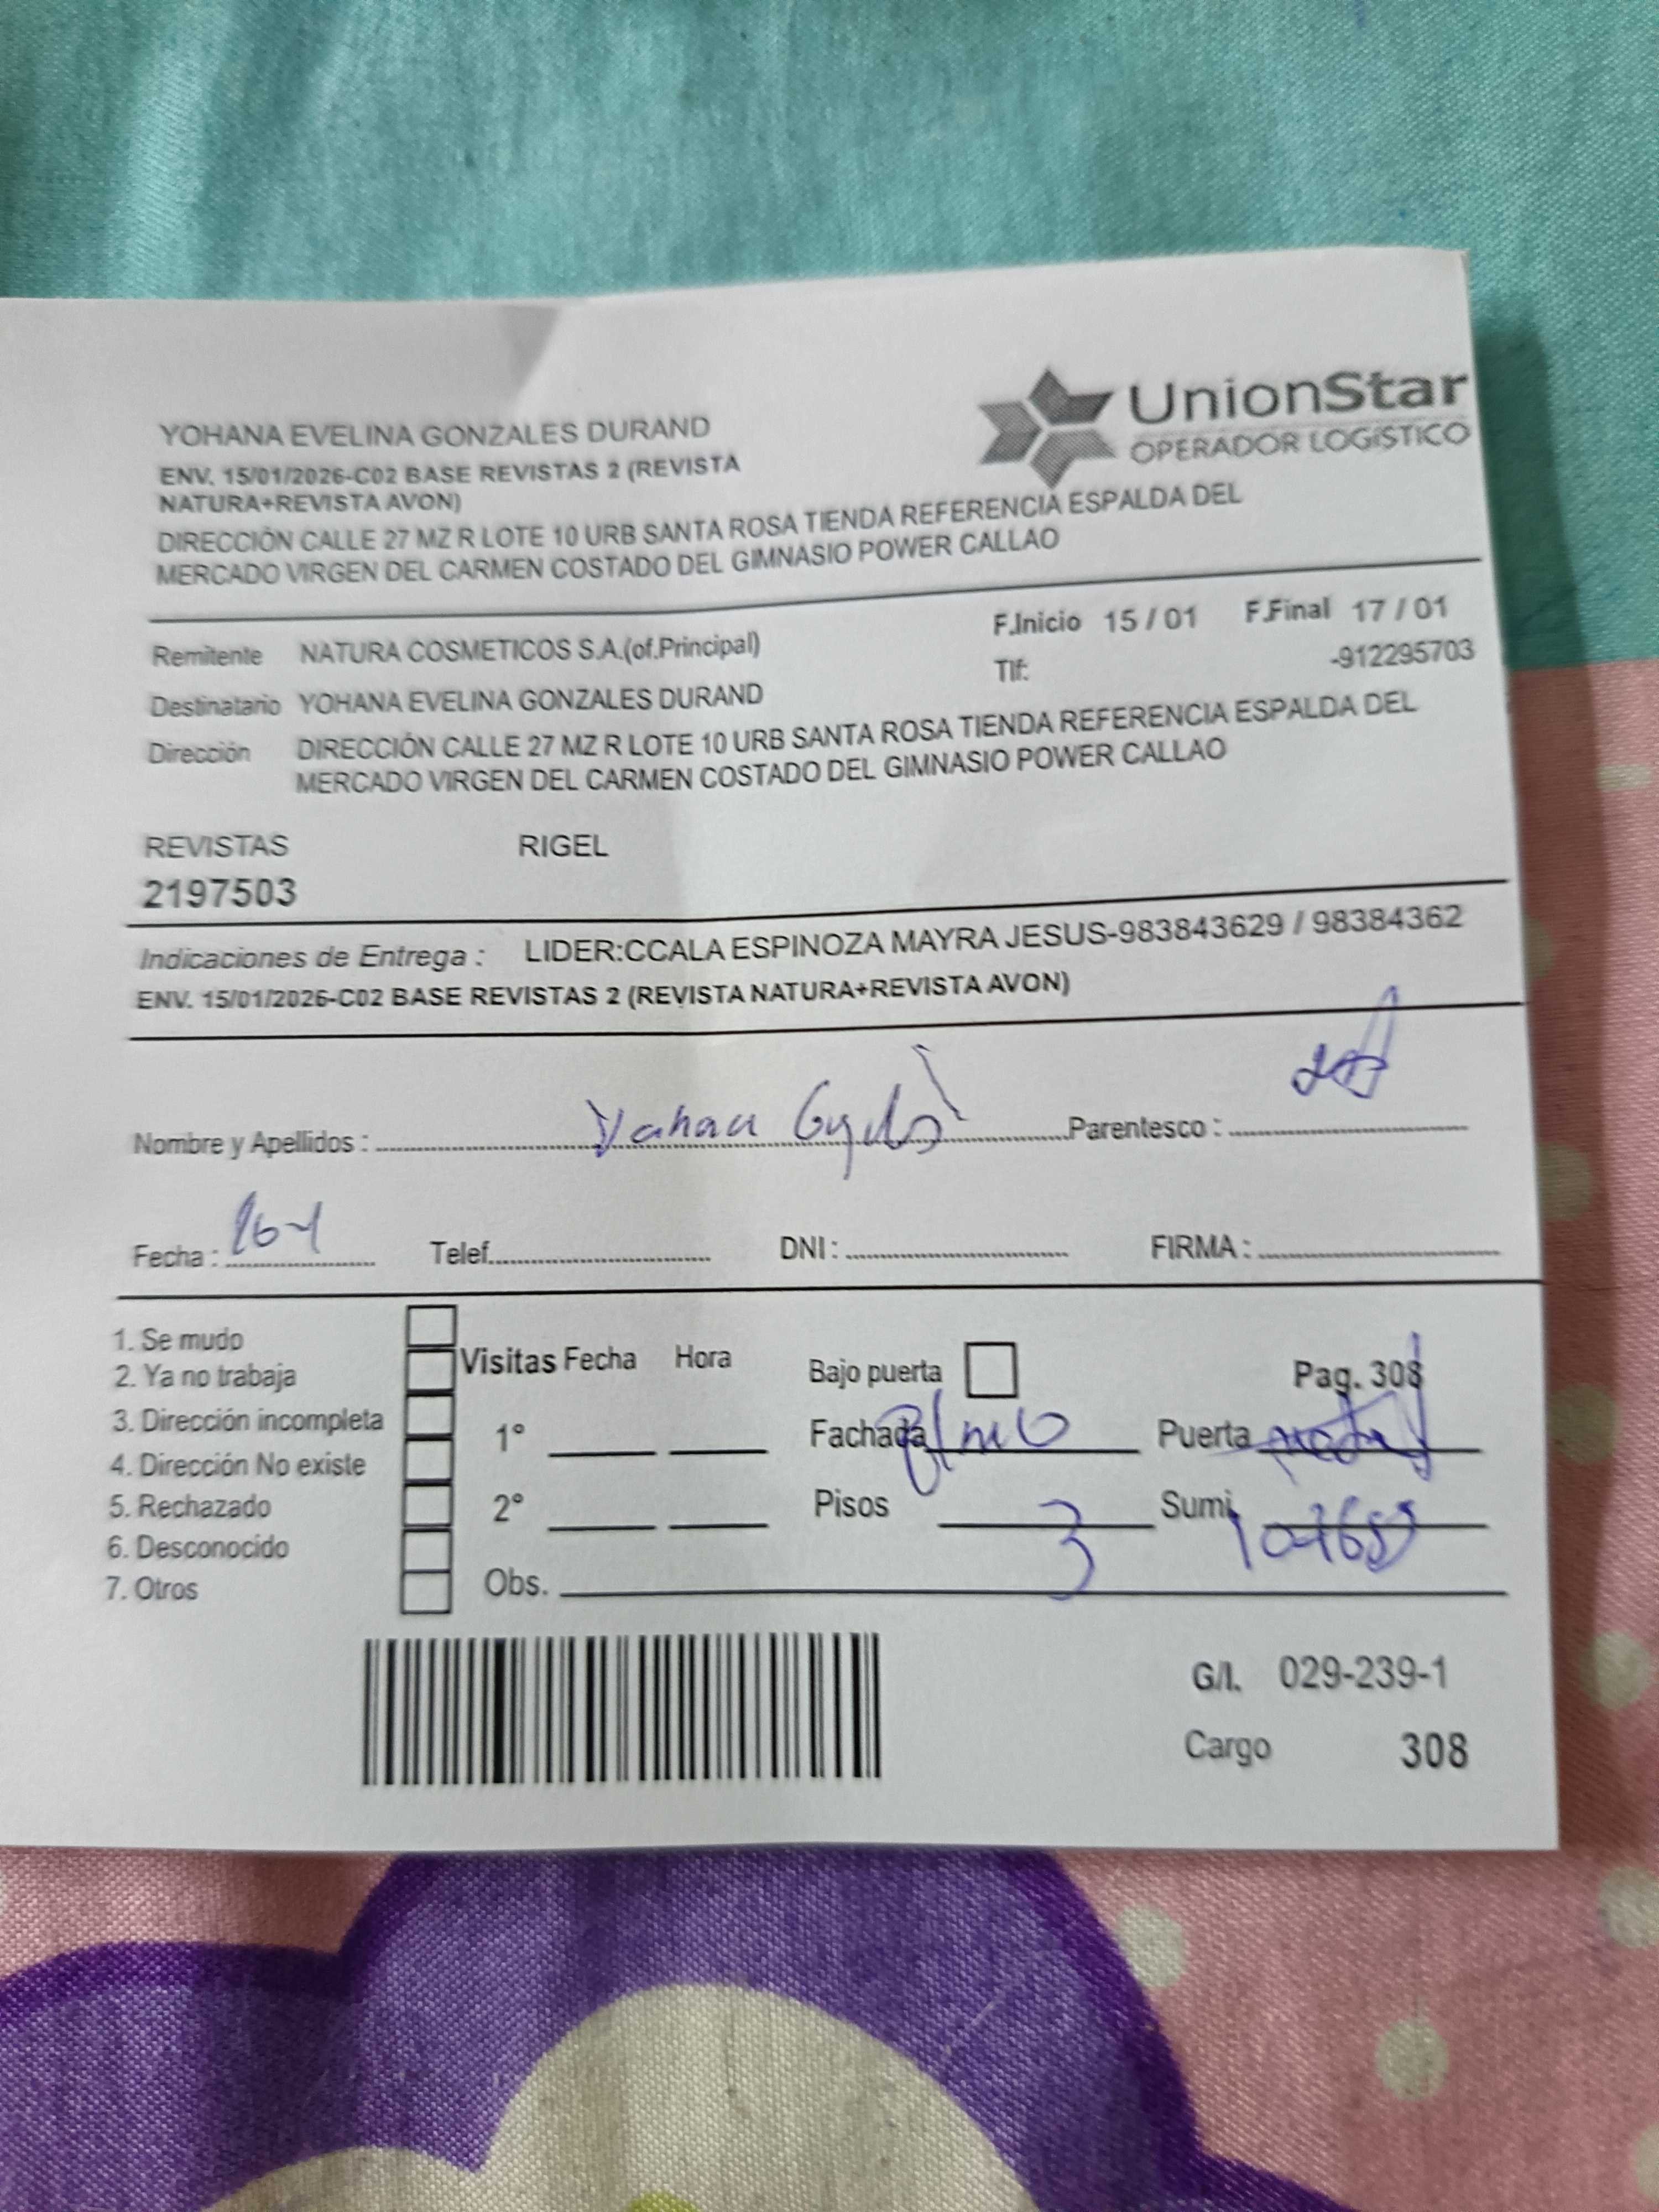 UnionStar
OPERADOR LOGÍSTICO
YOHANA EVELINA GONZALES DURAND
ENV. 15/01/2026-C02 BASE REVISTAS 2 (REVISTA
NATURA+REVISTA AVON)
DIRECCIÓN CALLE 27 MZ R LOTE 10 URB SANTA ROSA TIENDA REFERENCIA ESPALDA DEL
MERCADO VIRGEN DEL CARMEN COSTADO DEL GIMNASIO POWER CALLAO
Remitente NATURA COSMETICOS S.A.(of.Principal) F.Inicio 15 / 01 F.Final 17 / 01
Tlf: -912295703
Destinatario YOHANA EVELINA GONZALES DURAND
Dirección DIRECCIÓN CALLE 27 MZ R LOTE 10 URB SANTA ROSA TIENDA REFERENCIA ESPALDA DEL
MERCADO VIRGEN DEL CARMEN COSTADO DEL GIMNASIO POWER CALLAO
REVISTAS RIGEL
2197503
Indicaciones de Entrega : LIDER:CCALA ESPINOZA MAYRA JESUS-983843629 / 98384362
ENV. 15/01/2026-C02 BASE REVISTAS 2 (REVISTA NATURA+REVISTA AVON)
Nombre y Apellidos : Parentesco :
Fecha : 16-1 Telef. DNI : FIRMA :
1. Se mudo
2. Ya no trabaja
3. Dirección incompleta
4. Dirección No existe
5. Rechazado
6. Desconocido
7. Otros
Visitas Fecha Hora
1°
2°
Obs.
Bajo puerta Pag. 308
Fachada Puerta
Pisos 3 Sumi.
G/I. 029-239-1
Cargo 308